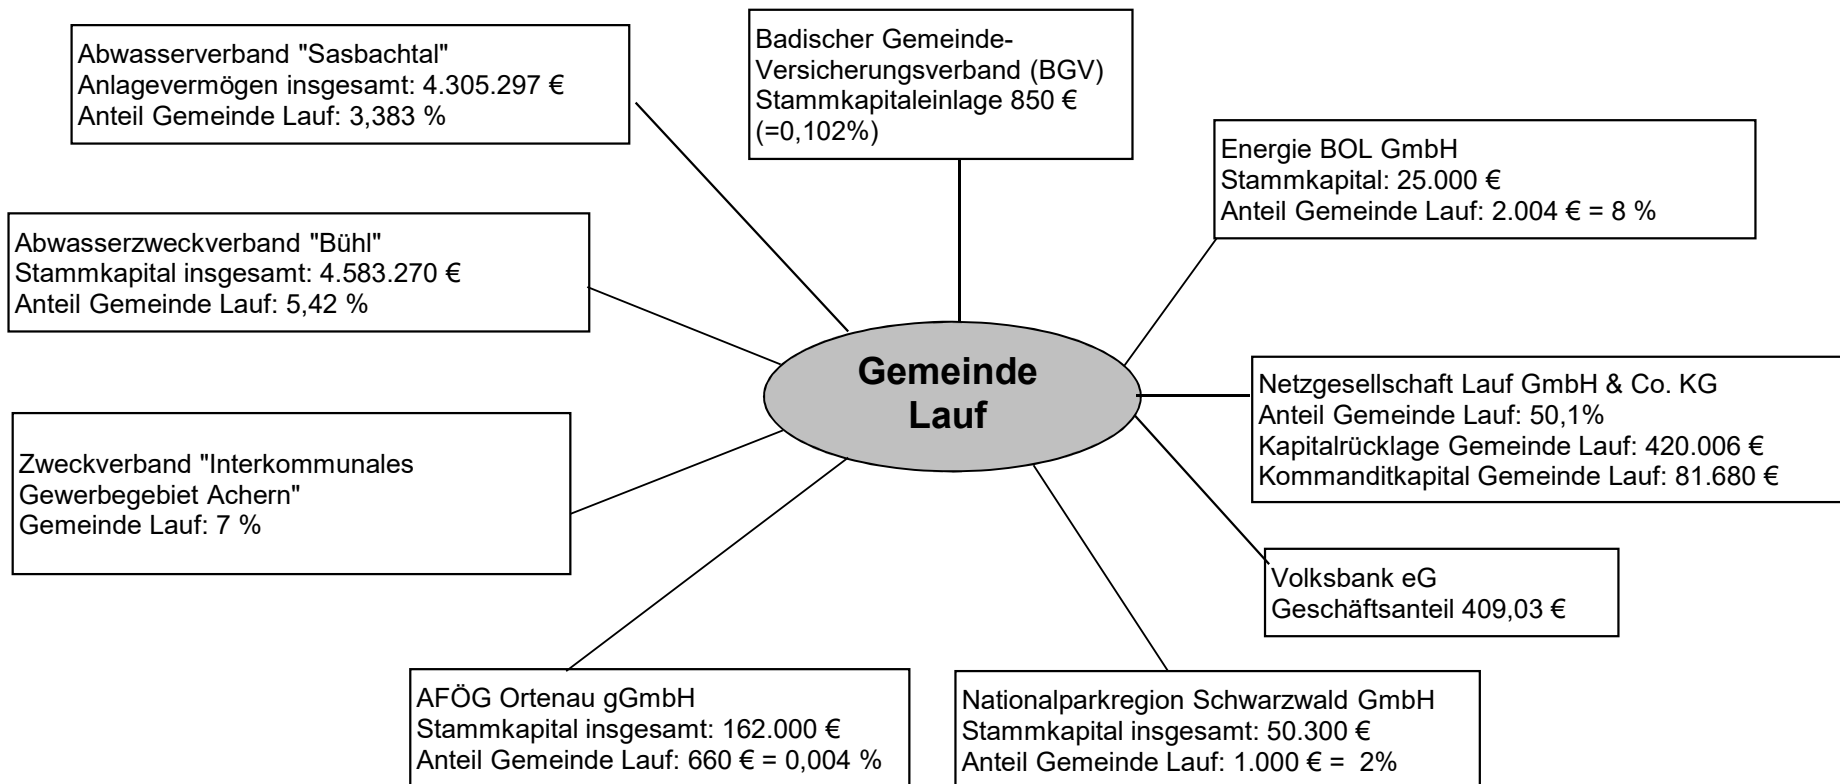 Abwasserverband "Sasbachtal"
Anlagevermögen insgesamt: 4.305.297 €
Anteil Gemeinde Lauf: 3,383 %
Badischer Gemeinde-
Versicherungsverband (BGV)
Stammkapitaleinlage 850 €
(=0,102%)
Energie BOL GmbH
Stammkapital: 25.000 €
Anteil Gemeinde Lauf: 2.004 € = 8 %
Abwasserzweckverband "Bühl"
Stammkapital insgesamt: 4.583.270 €
Anteil Gemeinde Lauf: 5,42 %
Gemeinde
Lauf
Netzgesellschaft Lauf GmbH & Co. KG
Anteil Gemeinde Lauf: 50,1%
Kapitalrücklage Gemeinde Lauf: 420.006 €
Kommanditkapital Gemeinde Lauf: 81.680 €
Zweckverband "Interkommunales
Gewerbegebiet Achern"
Gemeinde Lauf: 7 %
Volksbank eG
Geschäftsanteil 409,03 €
AFÖG Ortenau gGmbH
Stammkapital insgesamt: 162.000 €
Anteil Gemeinde Lauf: 660 € = 0,004 %
Nationalparkregion Schwarzwald GmbH
Stammkapital insgesamt: 50.300 €
Anteil Gemeinde Lauf: 1.000 € =  2%